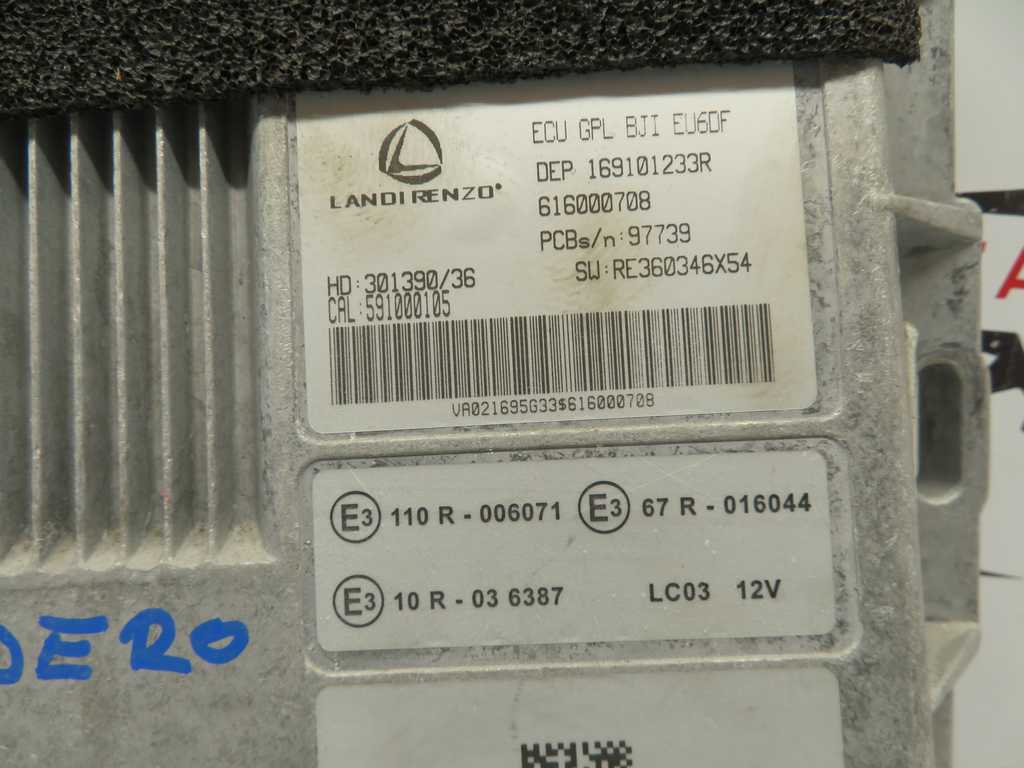 LANDIRENZO®
ECU GPL BJI EU6DF
DEP 169101233R
616000708
PCBs/n:97739
HD:301390/36 SW:RE360346X54
CAL:591000105
VA021695G33$616000708
E3 110 R - 006071 E3 67 R - 016044
E3 10 R - 03 6387 LC03 12V
DERO